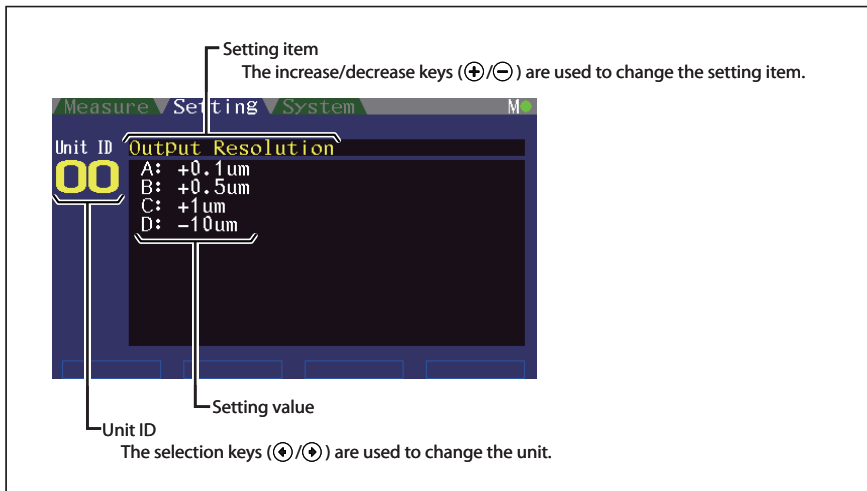 Setting item
The increase/decrease keys (⊕/⊖) are used to change the setting item.
Measure Setting System M
Unit ID Output Resolution
00
A: +0.1um
B: +0.5um
C: +1um
D: -10um
Setting value
Unit ID
The selection keys (◀/▶) are used to change the unit.